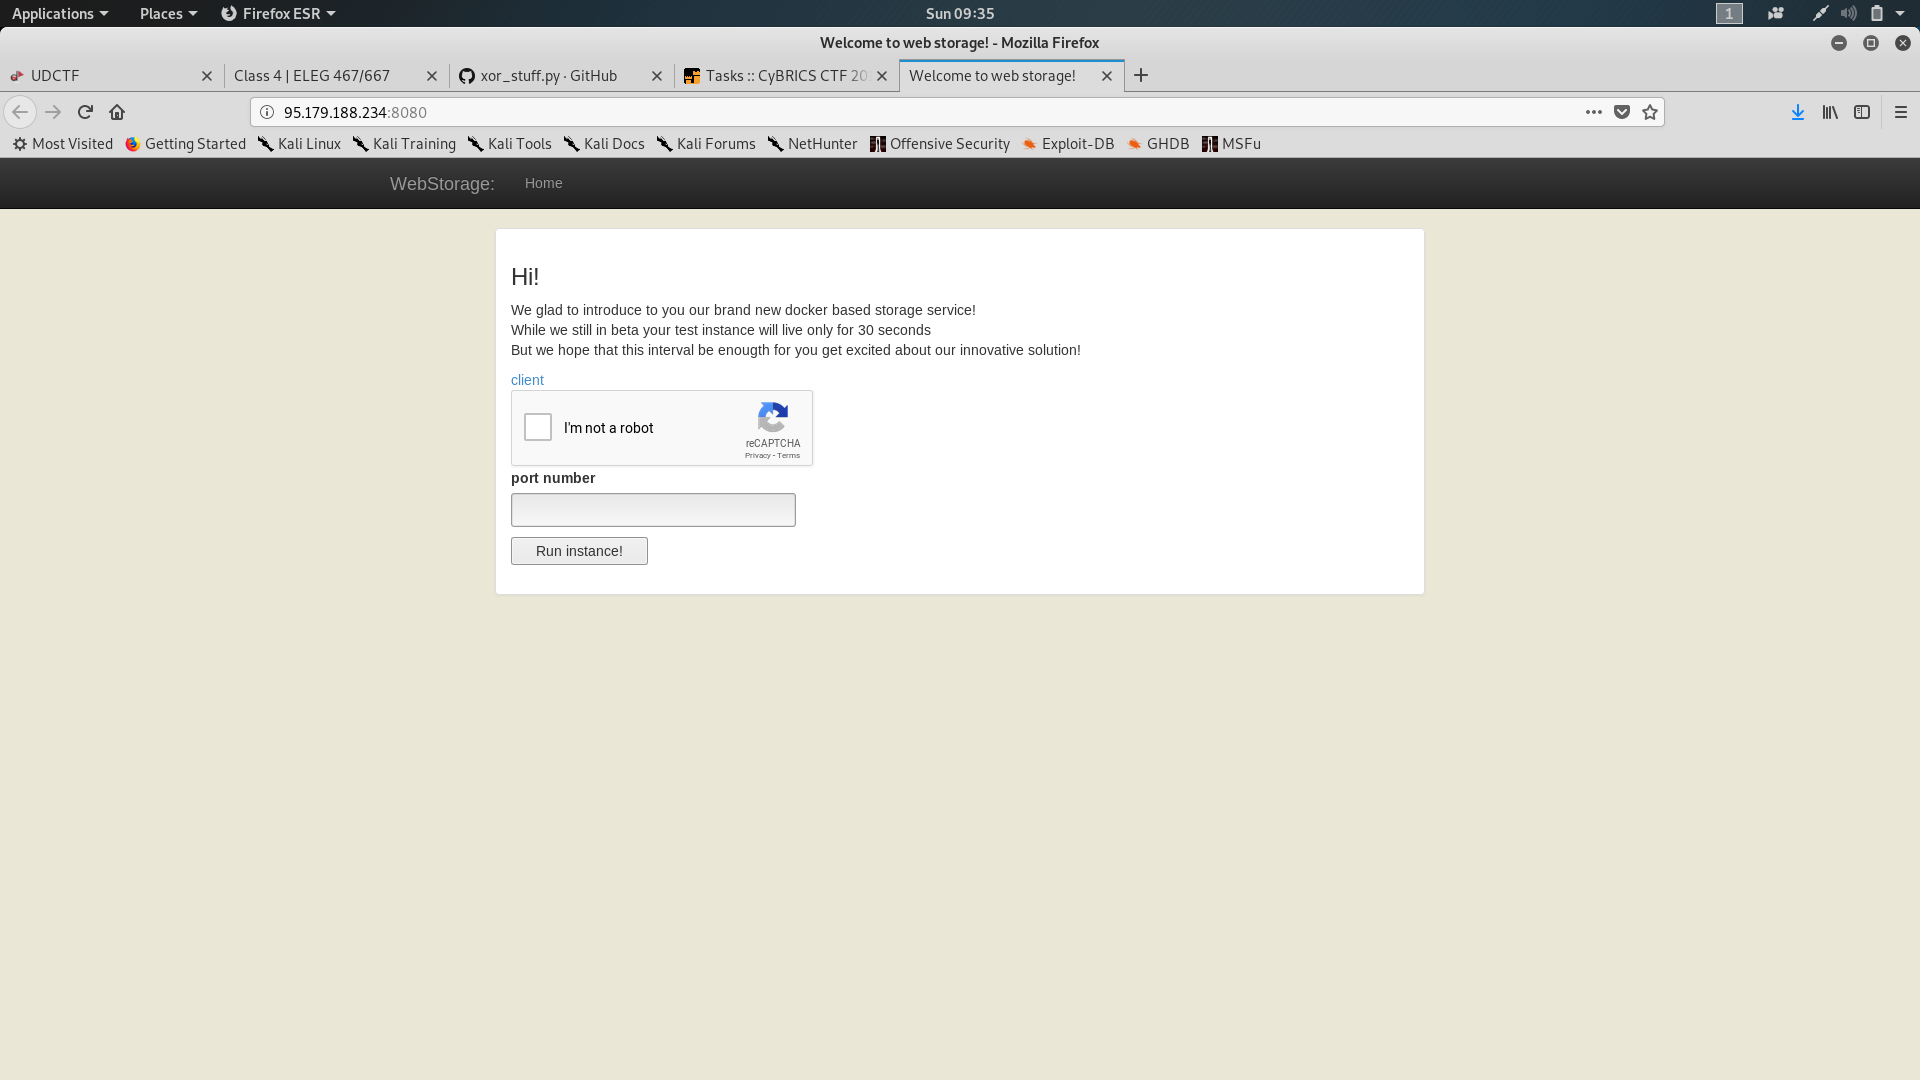 Applications Places Firefox ESR Sun 09:35 1
Welcome to web storage! - Mozilla Firefox
UDCTF Class 4 | ELEG 467/667 xor_stuff.py · GitHub Tasks :: CyBRICS CTF 20 Welcome to web storage!
95.179.188.234:8080
Most Visited Getting Started Kali Linux Kali Training Kali Tools Kali Docs Kali Forums NetHunter Offensive Security Exploit-DB GHDB MSFu
WebStorage: Home
Hi!
We glad to introduce to you our brand new docker based storage service!
While we still in beta your test instance will live only for 30 seconds
But we hope that this interval be enougth for you get excited about our innovative solution!
client
I'm not a robot
reCAPTCHA
Privacy - Terms
port number
Run instance!